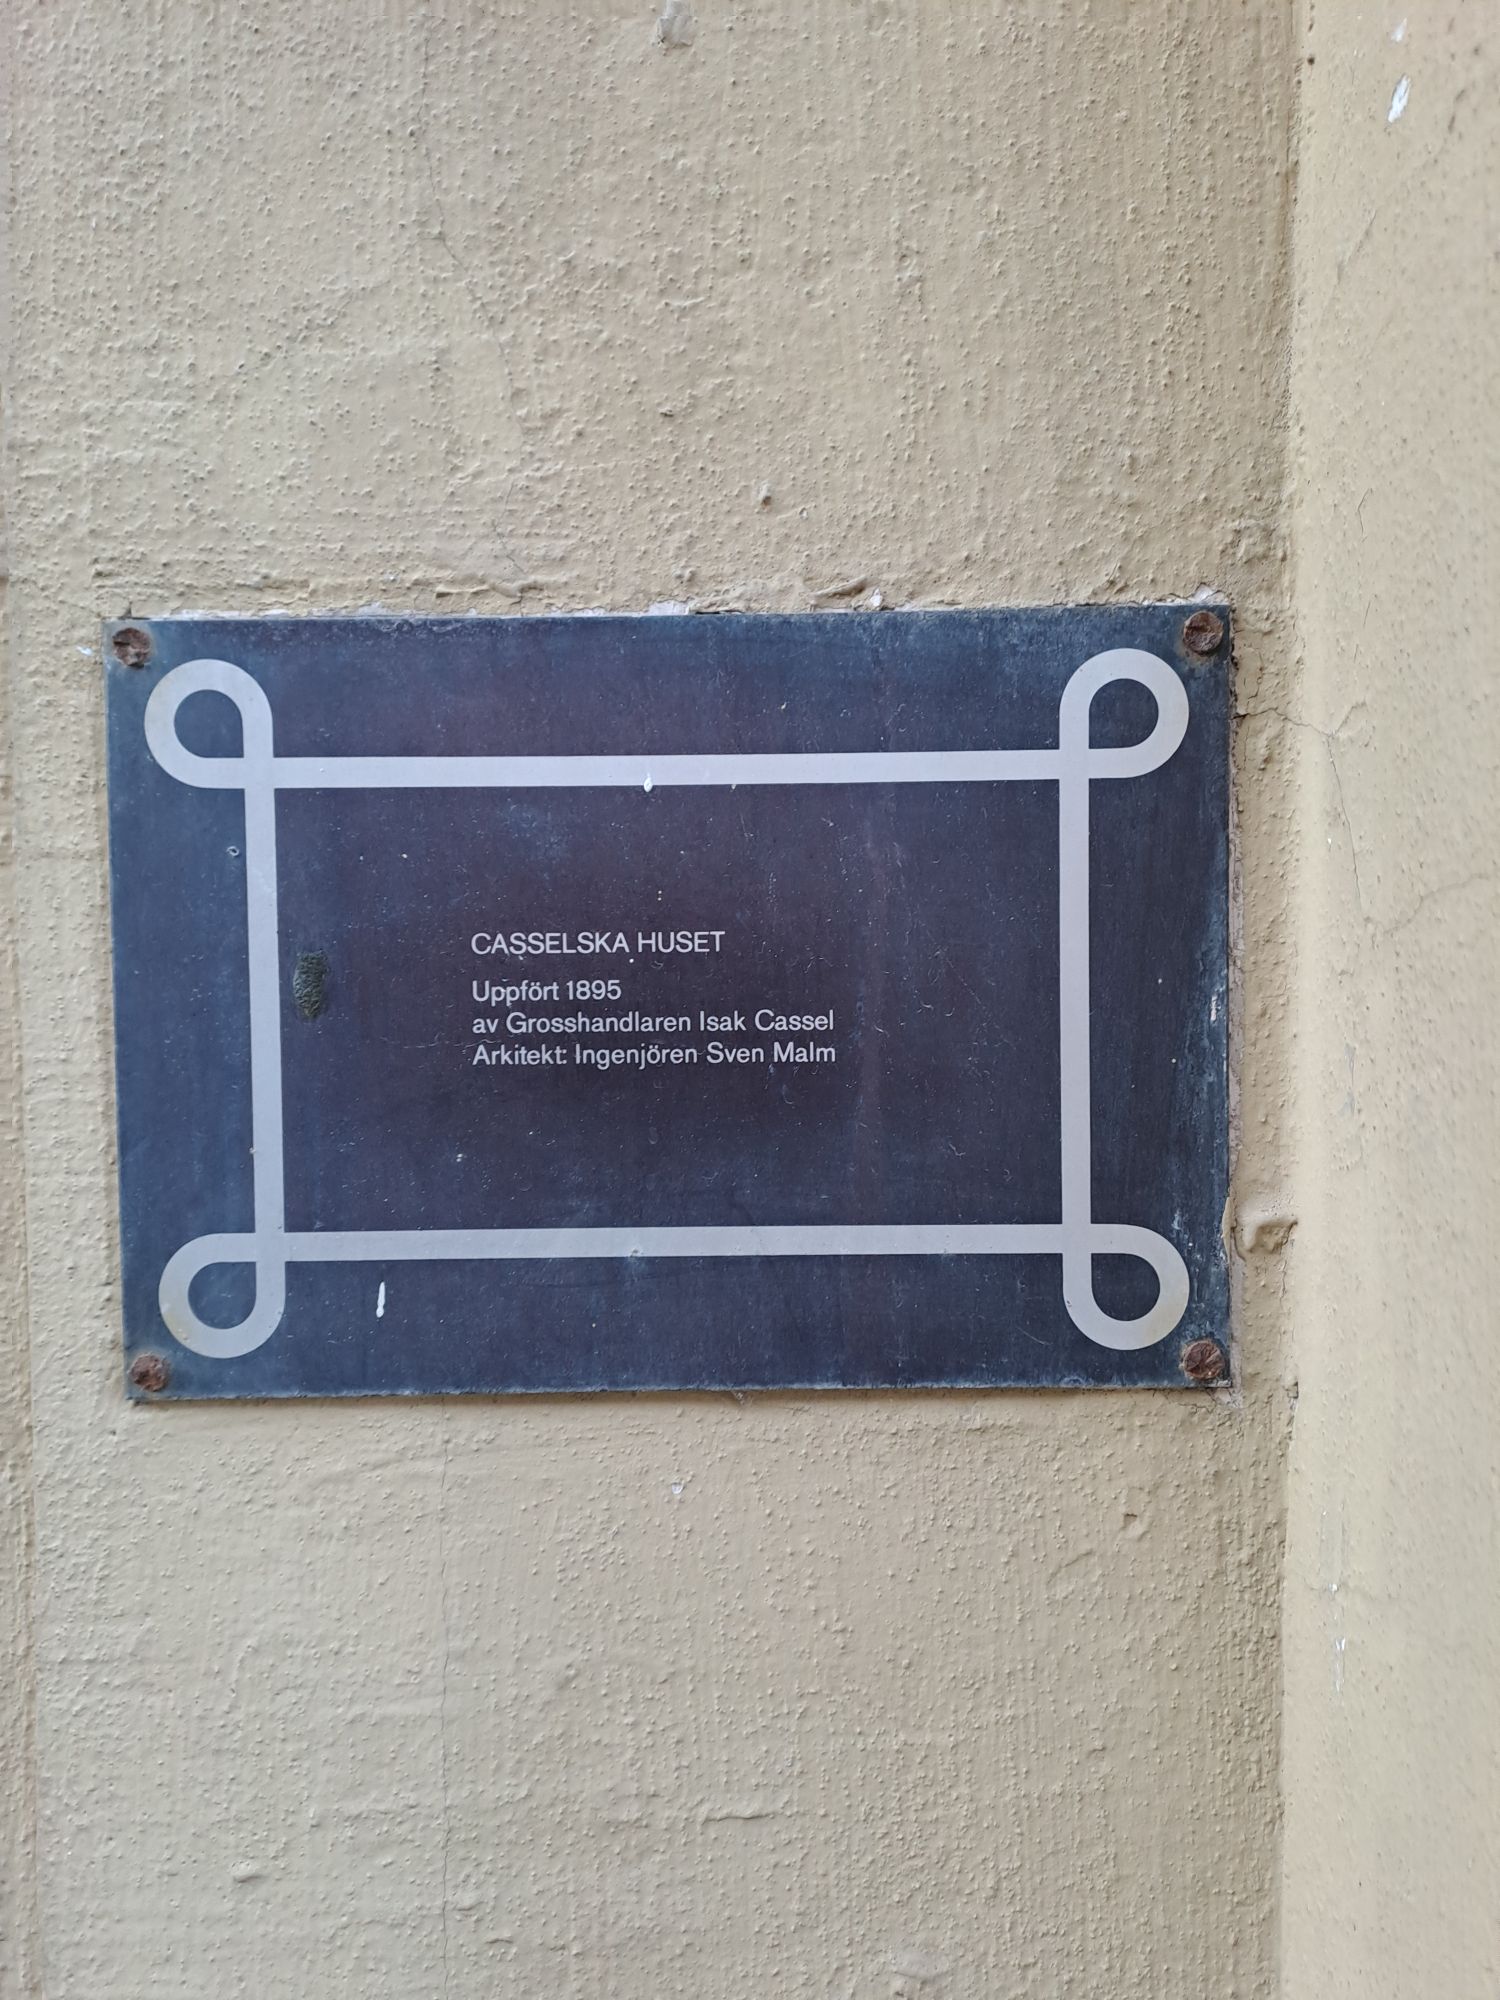 CASSELSKA HUSET
Uppfört 1895
av Grosshandlaren Isak Cassel
Arkitekt: Ingenjören Sven Malm